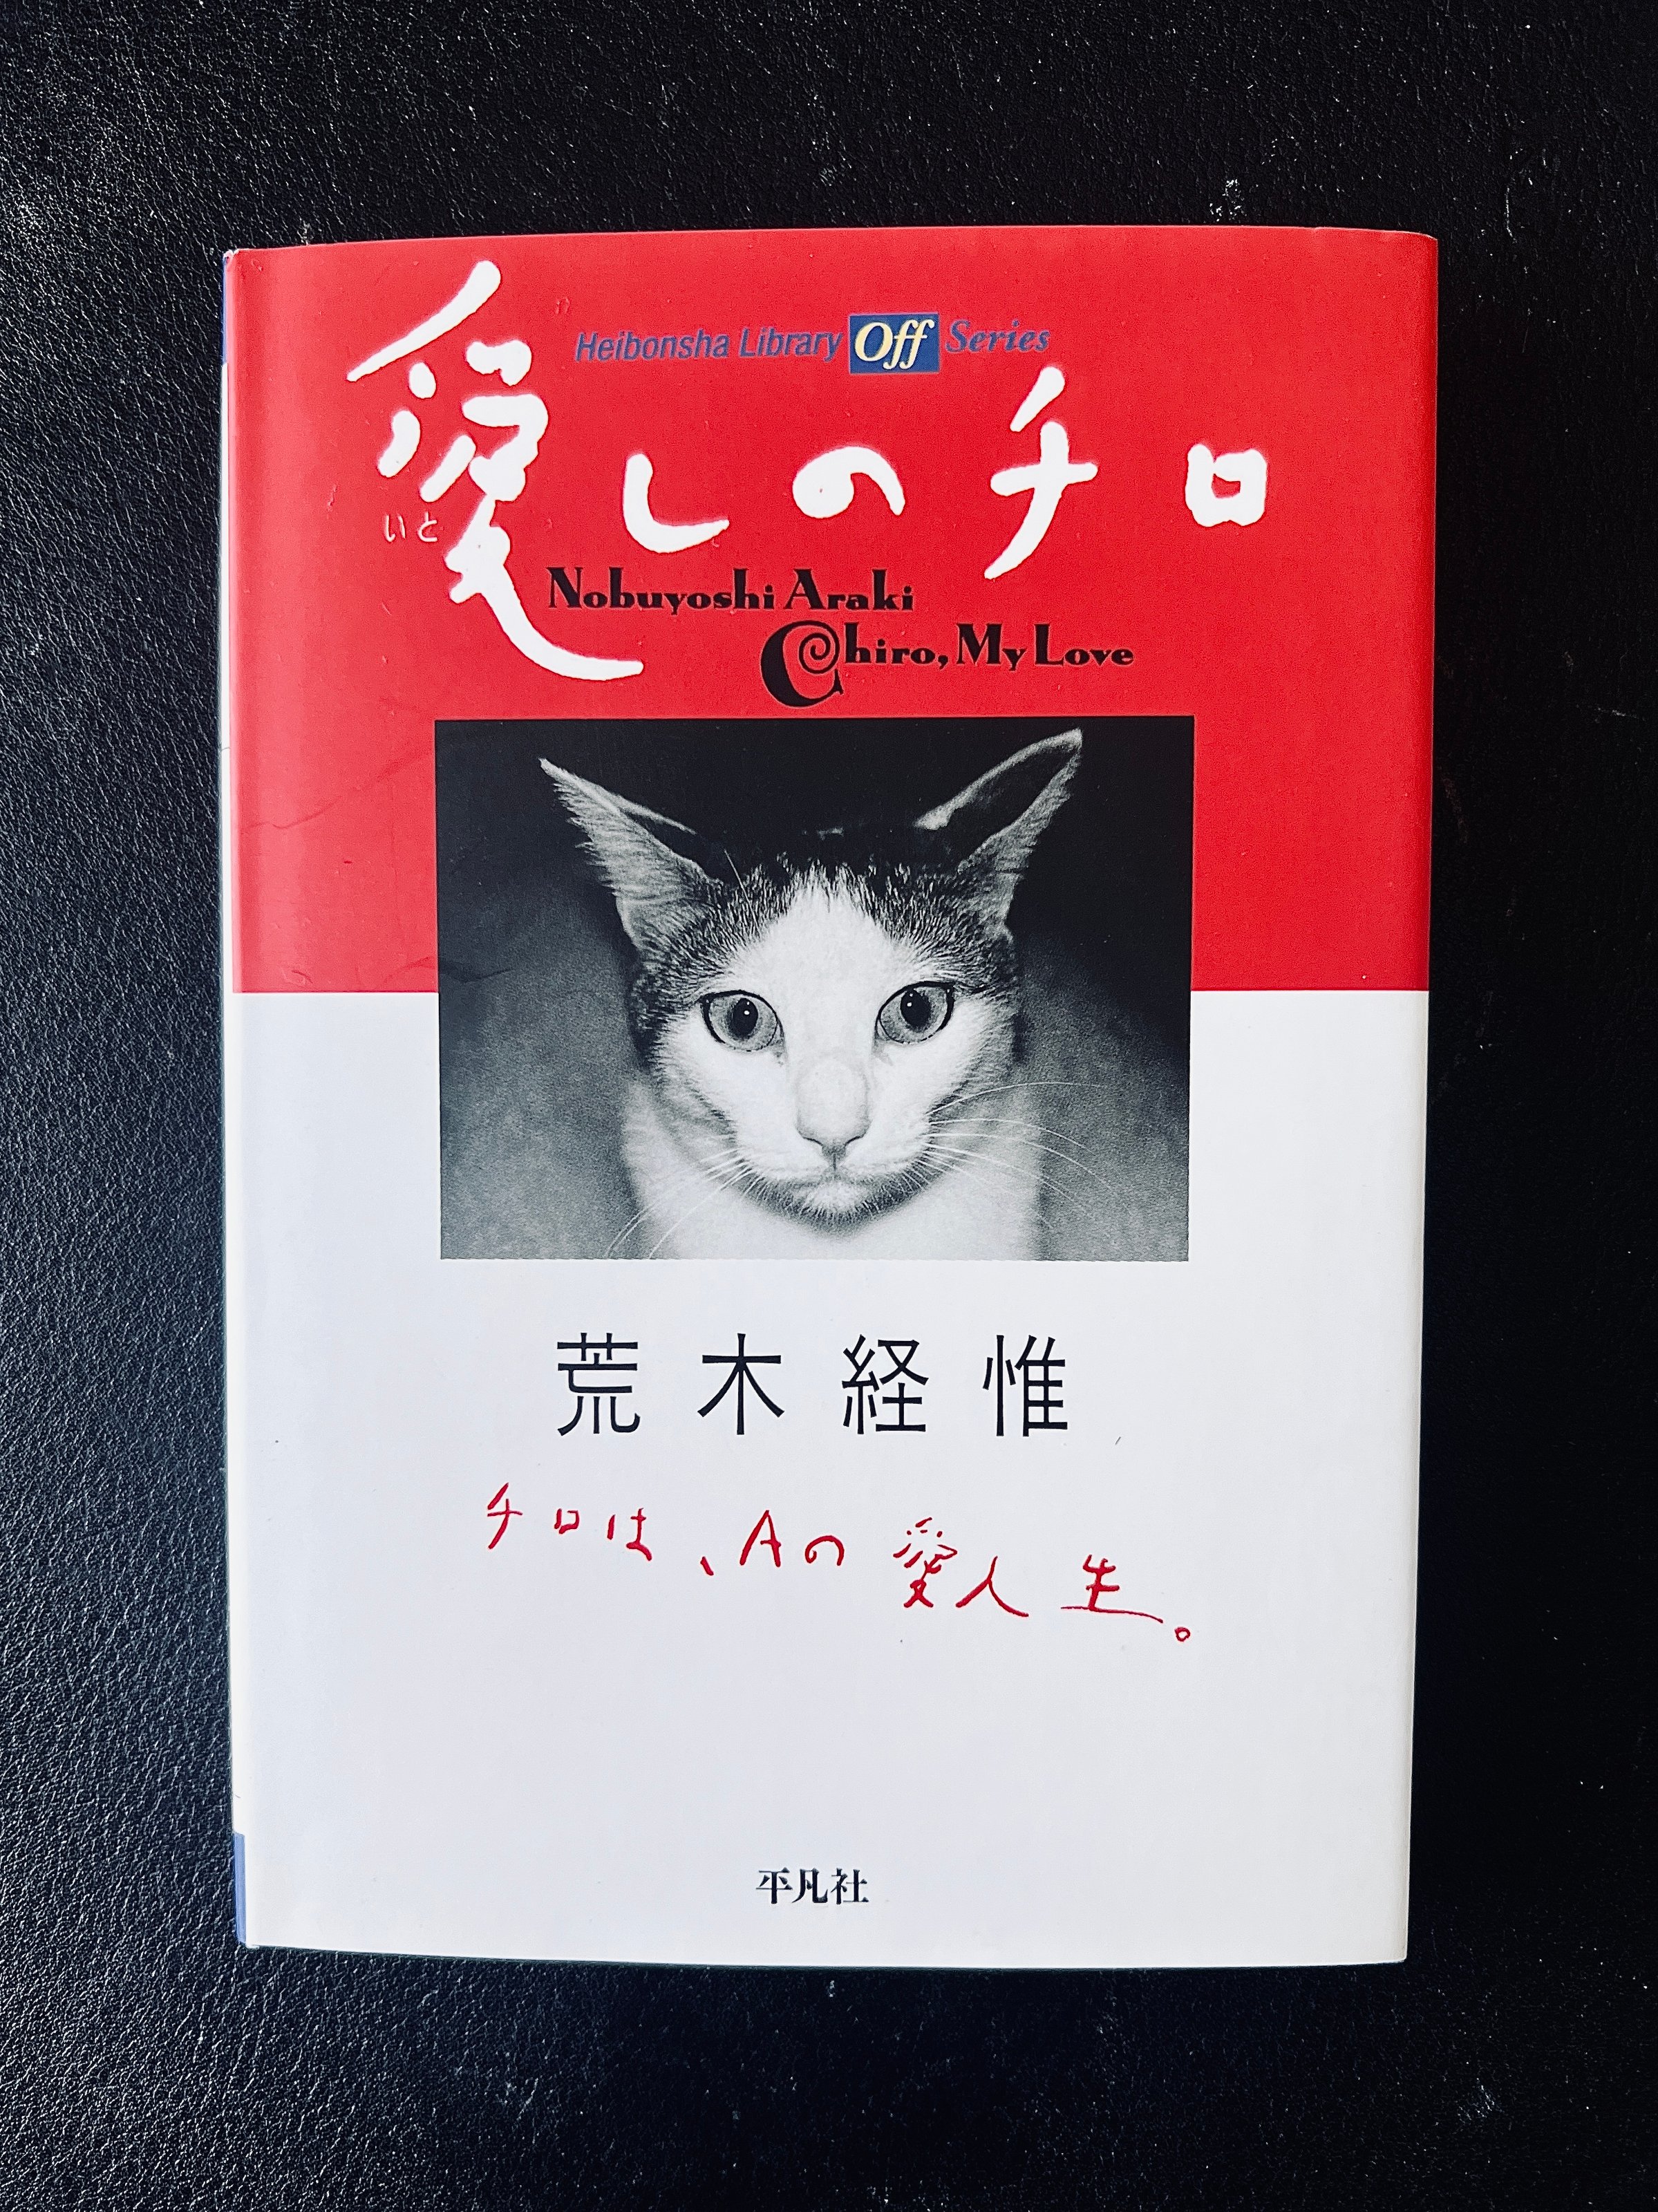 Heibonsha Library Off Series
愛しのチロ
いと
Nobuyoshi Araki
Chiro, My Love
荒木経惟
チロは、Aの愛人生。
平凡社